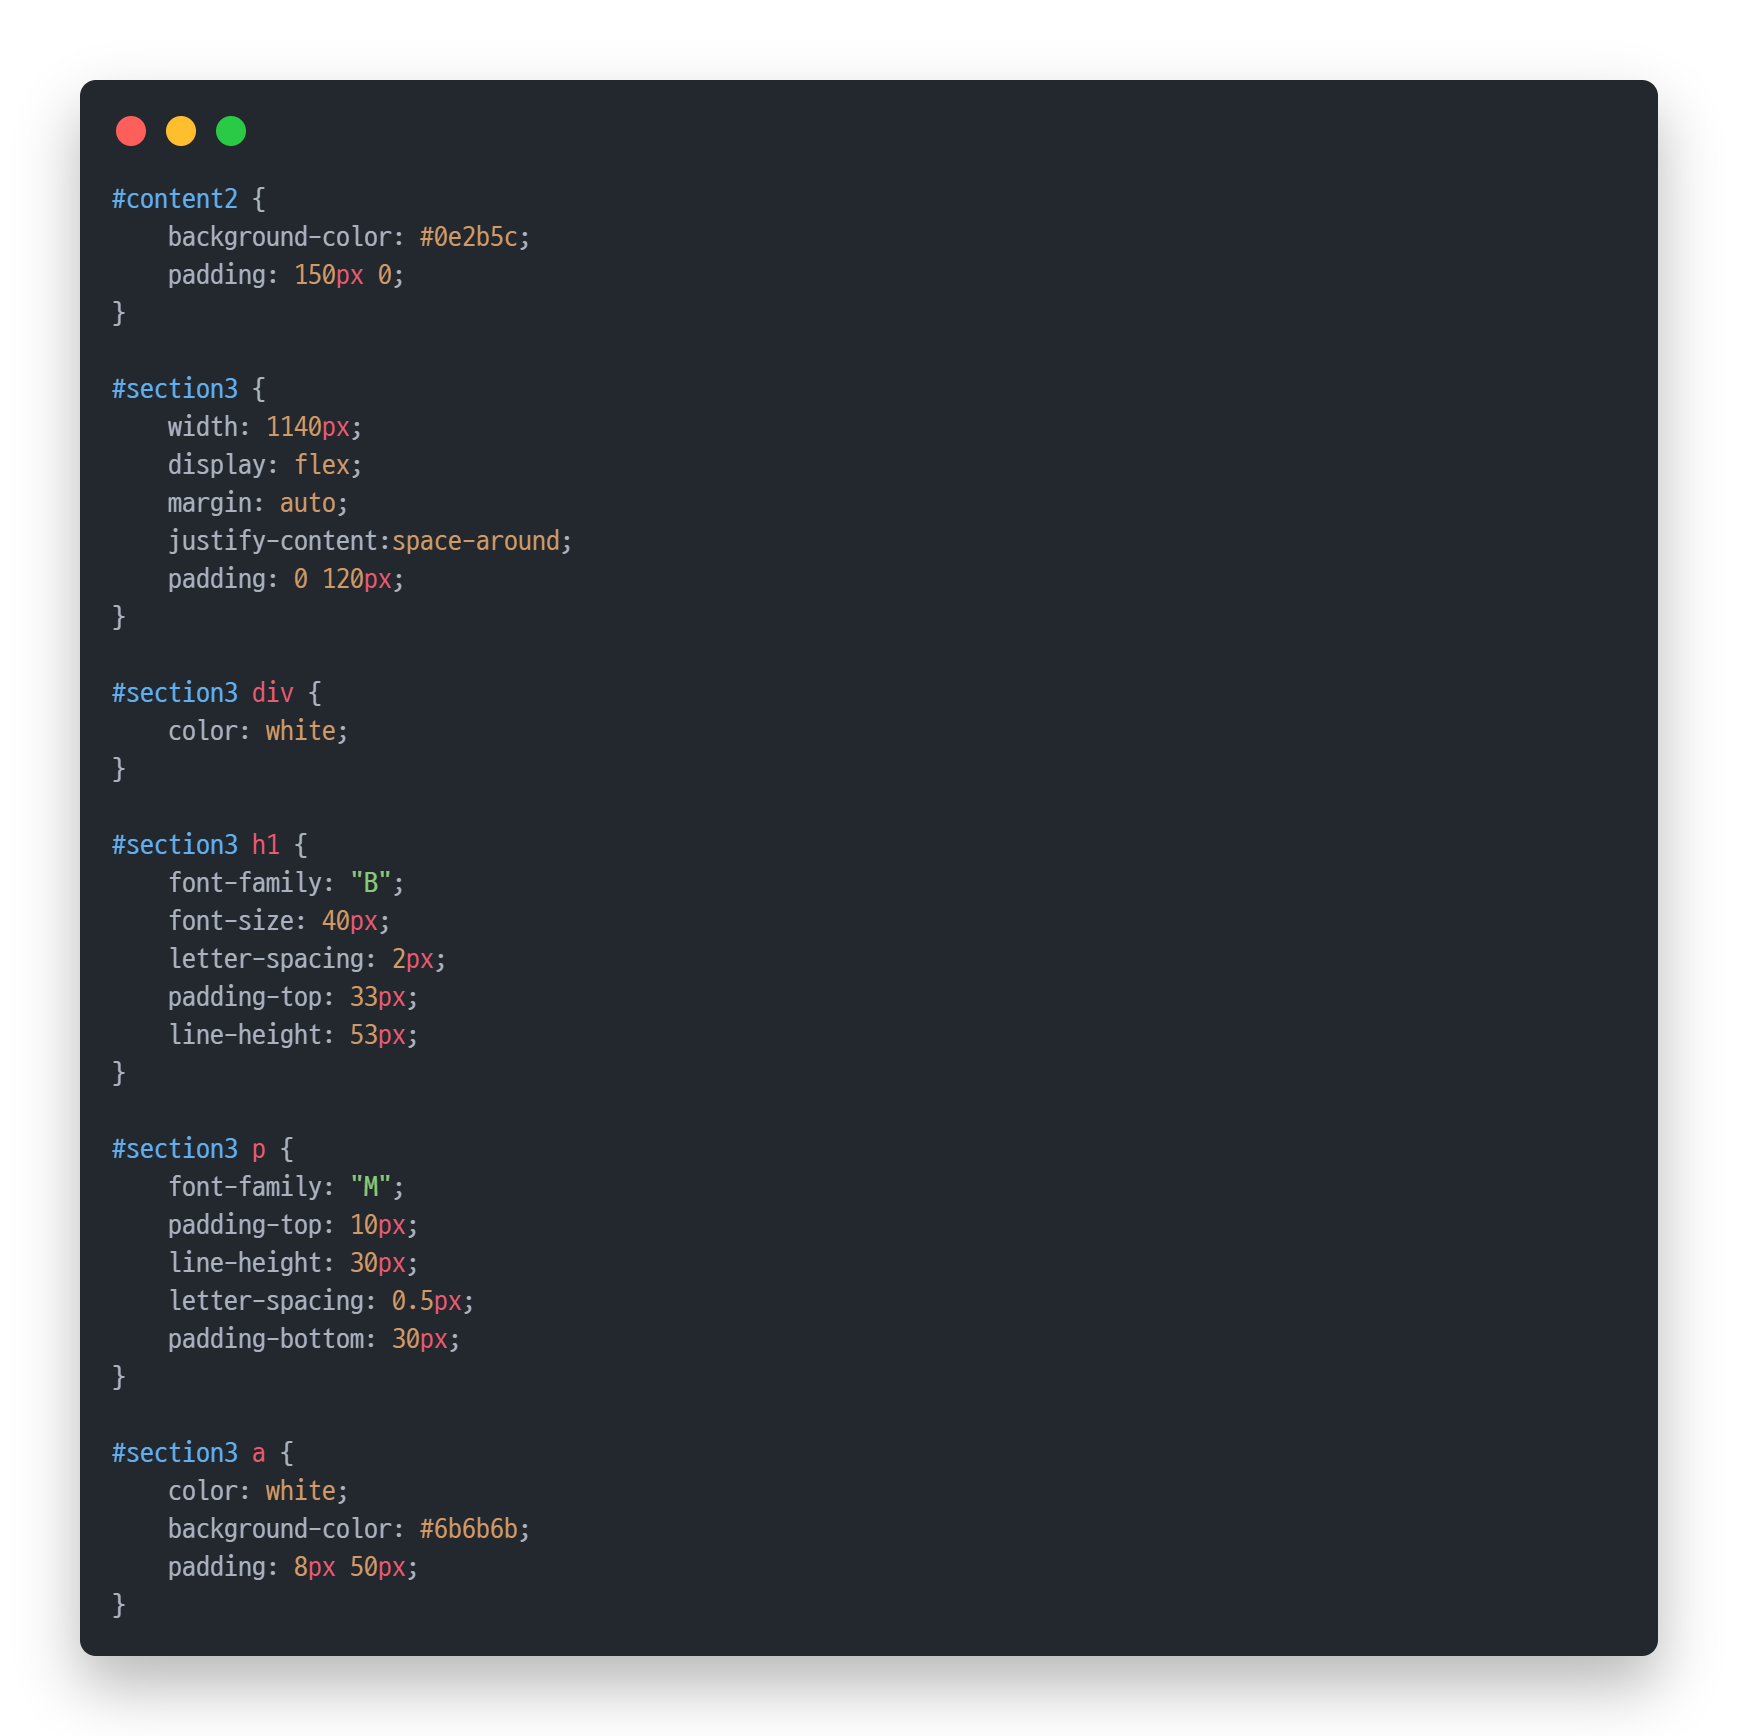 #content2 {
    background-color: #0e2b5c;
    padding: 150px 0;
}

#section3 {
    width: 1140px;
    display: flex;
    margin: auto;
    justify-content:space-around;
    padding: 0 120px;
}

#section3 div {
    color: white;
}

#section3 h1 {
    font-family: "B";
    font-size: 40px;
    letter-spacing: 2px;
    padding-top: 33px;
    line-height: 53px;
}

#section3 p {
    font-family: "M";
    padding-top: 10px;
    line-height: 30px;
    letter-spacing: 0.5px;
    padding-bottom: 30px;
}

#section3 a {
    color: white;
    background-color: #6b6b6b;
    padding: 8px 50px;
}